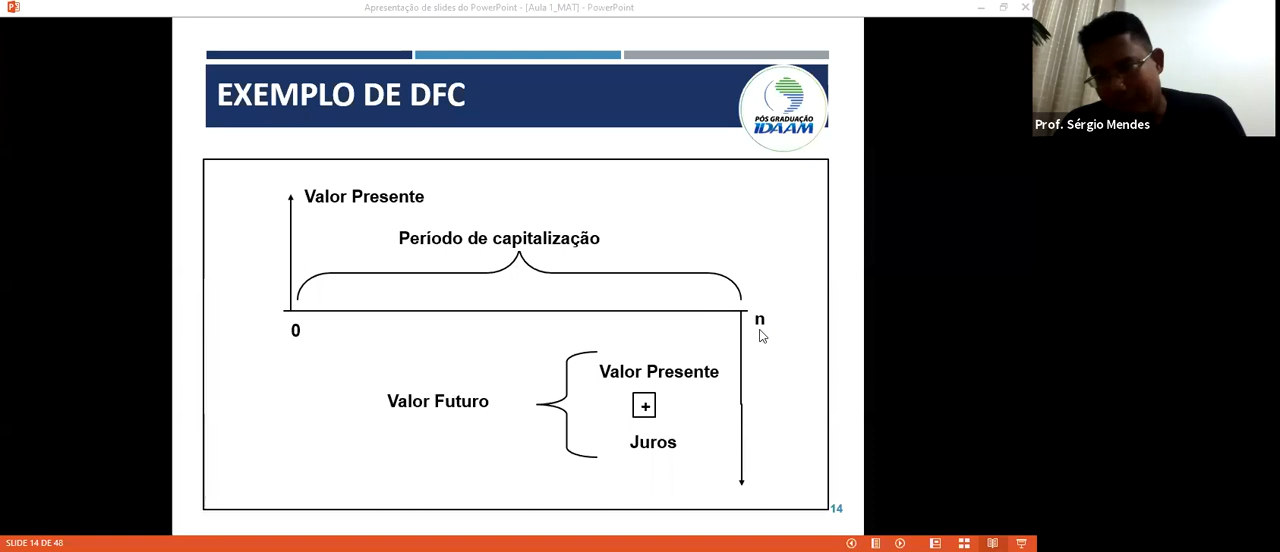 Apresentação de slides do PowerPoint - [Aula 1_MAT] - PowerPoint
EXEMPLO DE DFC
PÓS GRADUAÇÃO
IDAAM
Prof. Sérgio Mendes
Valor Presente
Período de capitalização
0
n
Valor Presente
Valor Futuro
+
Juros
14
SLIDE 14 DE 48